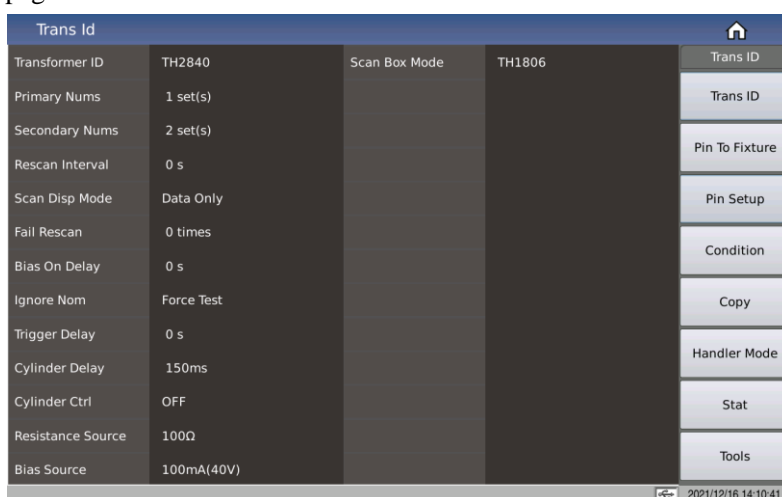 Trans Id
Transformer ID TH2840 Scan Box Mode TH1806
Primary Nums 1 set(s)
Secondary Nums 2 set(s)
Rescan Interval 0 s
Scan Disp Mode Data Only
Fail Rescan 0 times
Bias On Delay 0 s
Ignore Nom Force Test
Trigger Delay 0 s
Cylinder Delay 150ms
Cylinder Ctrl OFF
Resistance Source 100Ω
Bias Source 100mA(40V)
Trans ID
Trans ID
Pin To Fixture
Pin Setup
Condition
Copy
Handler Mode
Stat
Tools
2021/12/16 14:10:41